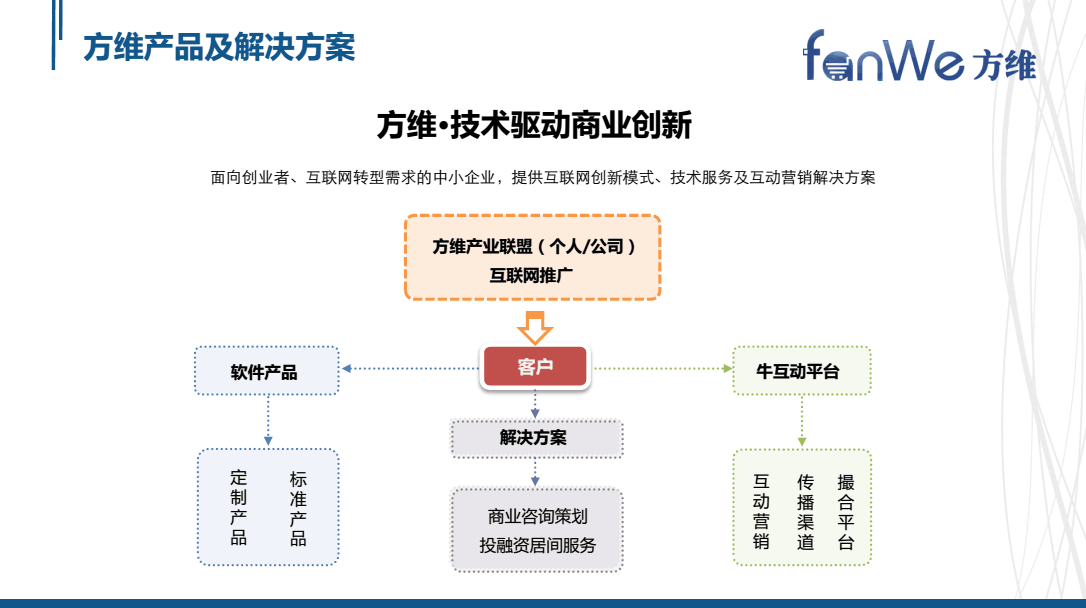 方维产品及解决方案
fanWe方维
方维·技术驱动商业创新
面向创业者、互联网转型需求的中小企业，提供互联网创新模式、技术服务及互动营销解决方案
方维产业联盟（个人/公司）
互联网推广
软件产品
客户
牛互动平台
解决方案
定制产品
标准产品
商业咨询策划
投融资居间服务
互动营销
传播渠道
撮合平台